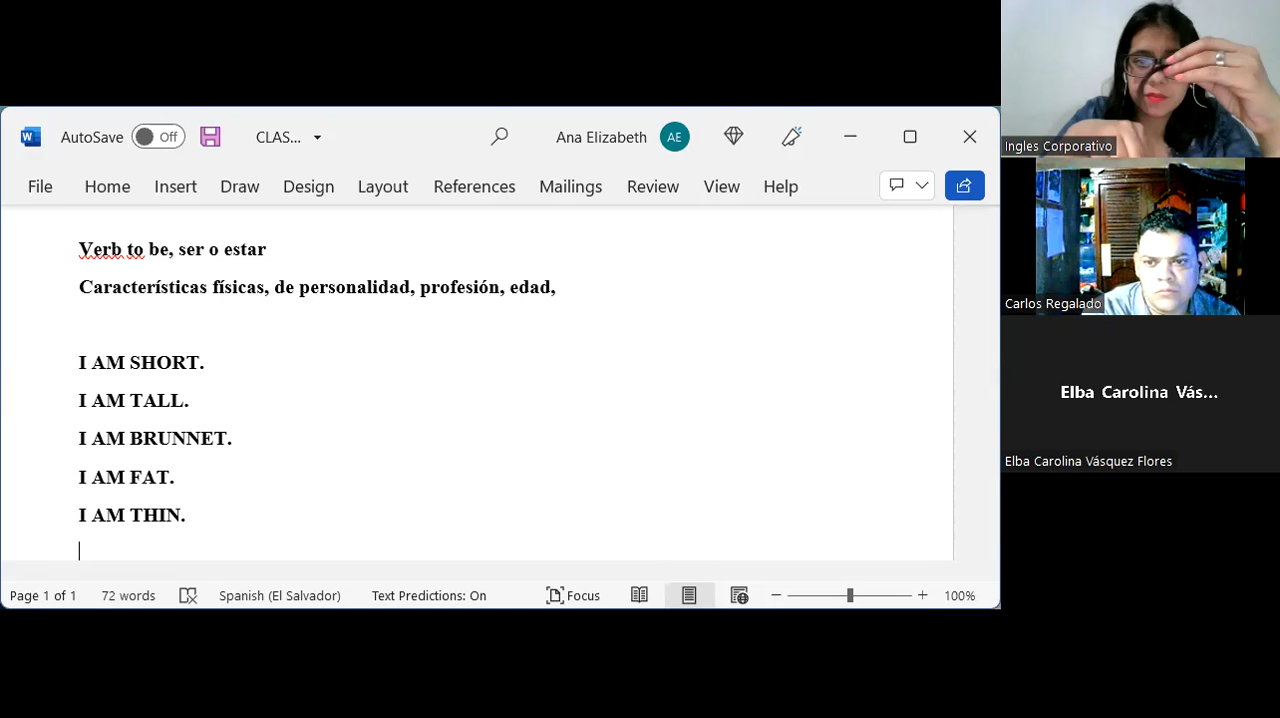 AutoSave Off CLAS... Ana Elizabeth AE
File Home Insert Draw Design Layout References Mailings Review View Help
Verb to be, ser o estar
Características físicas, de personalidad, profesión, edad,
I AM SHORT.
I AM TALL.
I AM BRUNNET.
I AM FAT.
I AM THIN.
Page 1 of 1 72 words Spanish (El Salvador) Text Predictions: On Focus 100%
Ingles Corporativo
Carlos Regalado
Elba Carolina Vás...
Elba Carolina Vásquez Flores